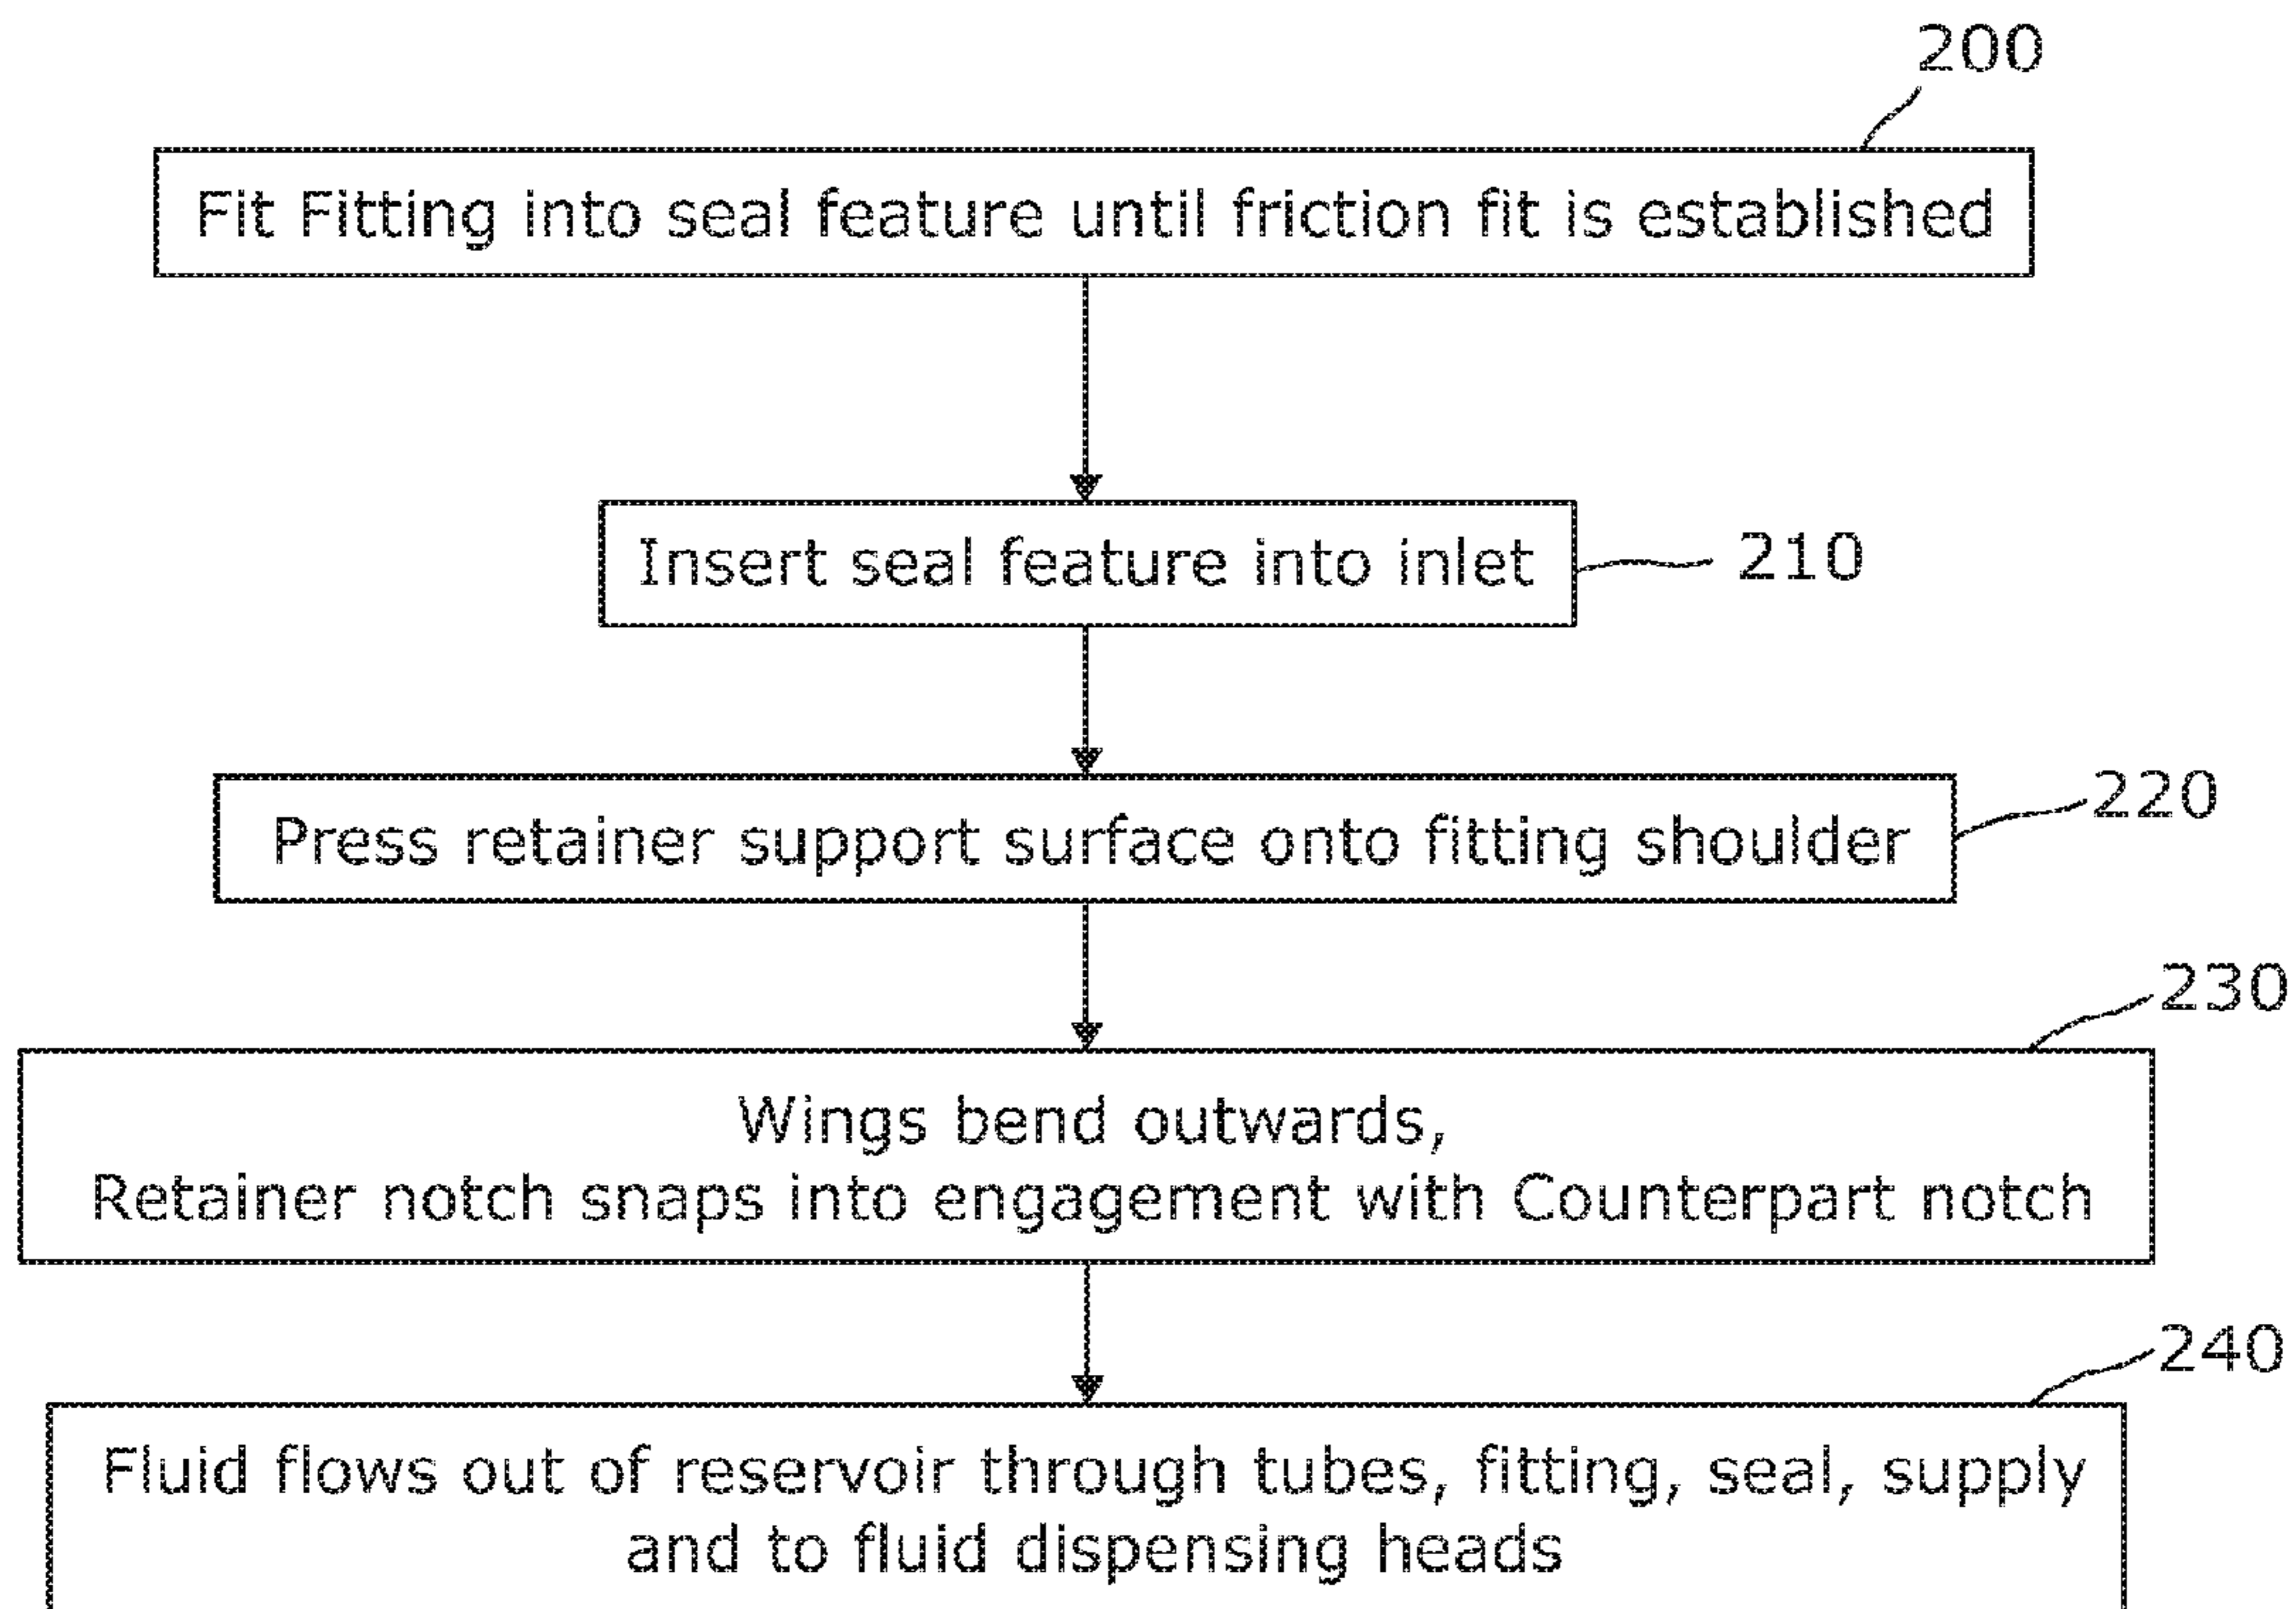 200
Fit Fitting into seal feature until friction fit is established
Insert seal feature into inlet
210
Press retainer support surface onto fitting shoulder
220
230
Wings bend outwards,
Retainer notch snaps into engagement with Counterpart notch
240
Fluid flows out of reservoir through tubes, fitting, seal, supply
and to fluid dispensing heads